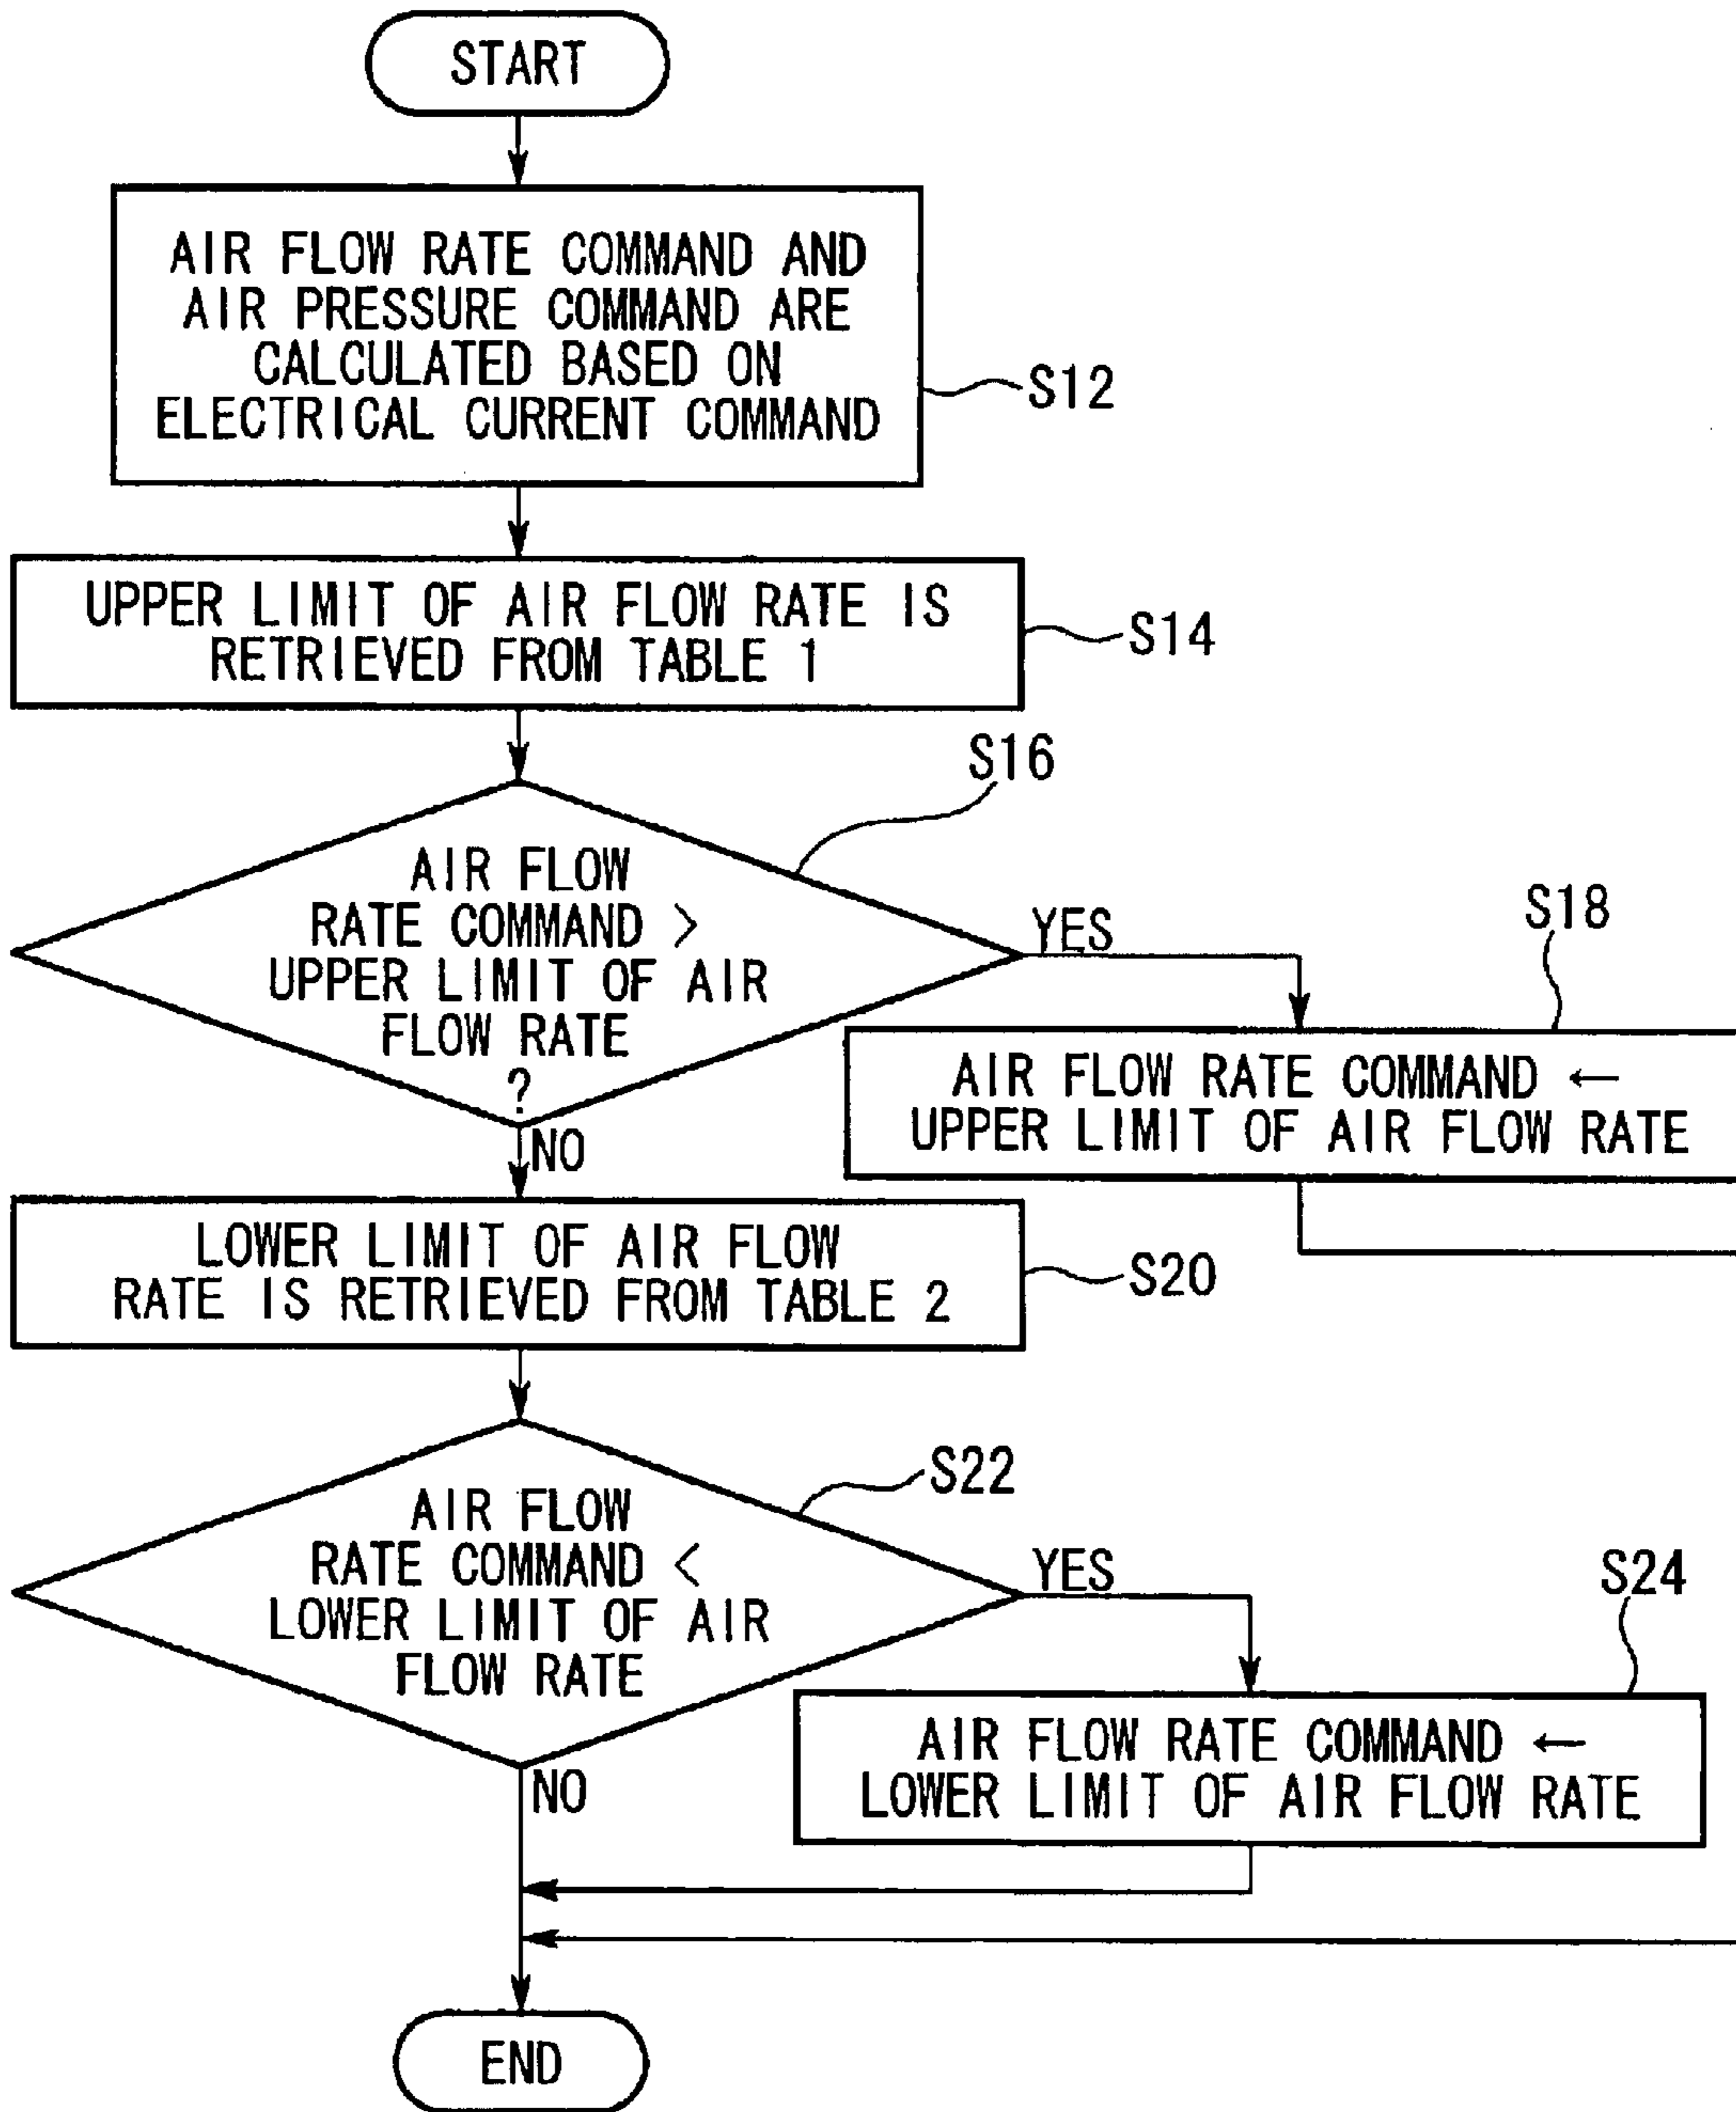 START
AIR FLOW RATE COMMAND AND
AIR PRESSURE COMMAND ARE
CALCULATED BASED ON
ELECTRICAL CURRENT COMMAND
S12
UPPER LIMIT OF AIR FLOW RATE IS
RETRIEVED FROM TABLE 1
S14
S16
AIR FLOW
RATE COMMAND >
UPPER LIMIT OF AIR
FLOW RATE
?
YES
NO
S18
AIR FLOW RATE COMMAND ←
UPPER LIMIT OF AIR FLOW RATE
LOWER LIMIT OF AIR FLOW
RATE IS RETRIEVED FROM TABLE 2
S20
S22
AIR FLOW
RATE COMMAND <
LOWER LIMIT OF AIR
FLOW RATE
YES
NO
S24
AIR FLOW RATE COMMAND ←
LOWER LIMIT OF AIR FLOW RATE
END